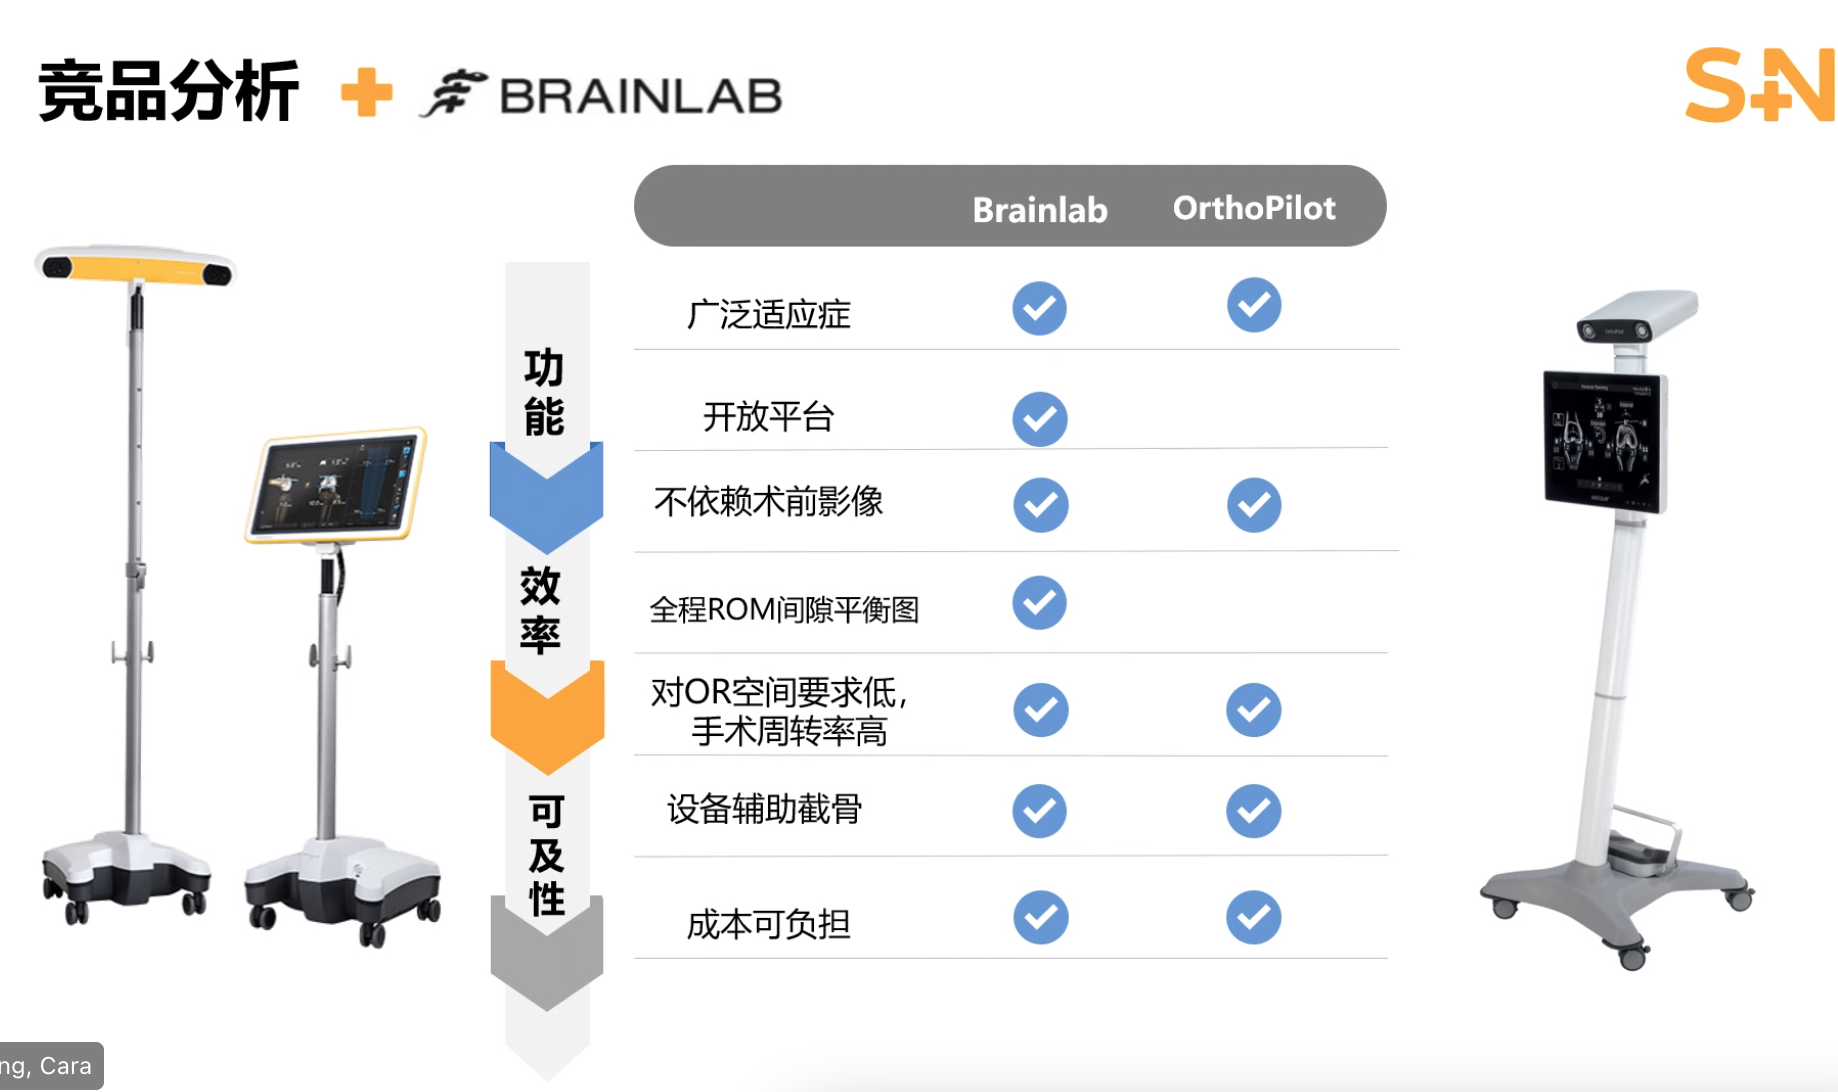 竞品分析
BRAINLAB
S+N
Brainlab OrthoPilot
功能
广泛适应症
开放平台
不依赖术前影像
效率
全程ROM间隙平衡图
对OR空间要求低，
手术周转率高
可及性
设备辅助截骨
成本可负担
ng, Cara